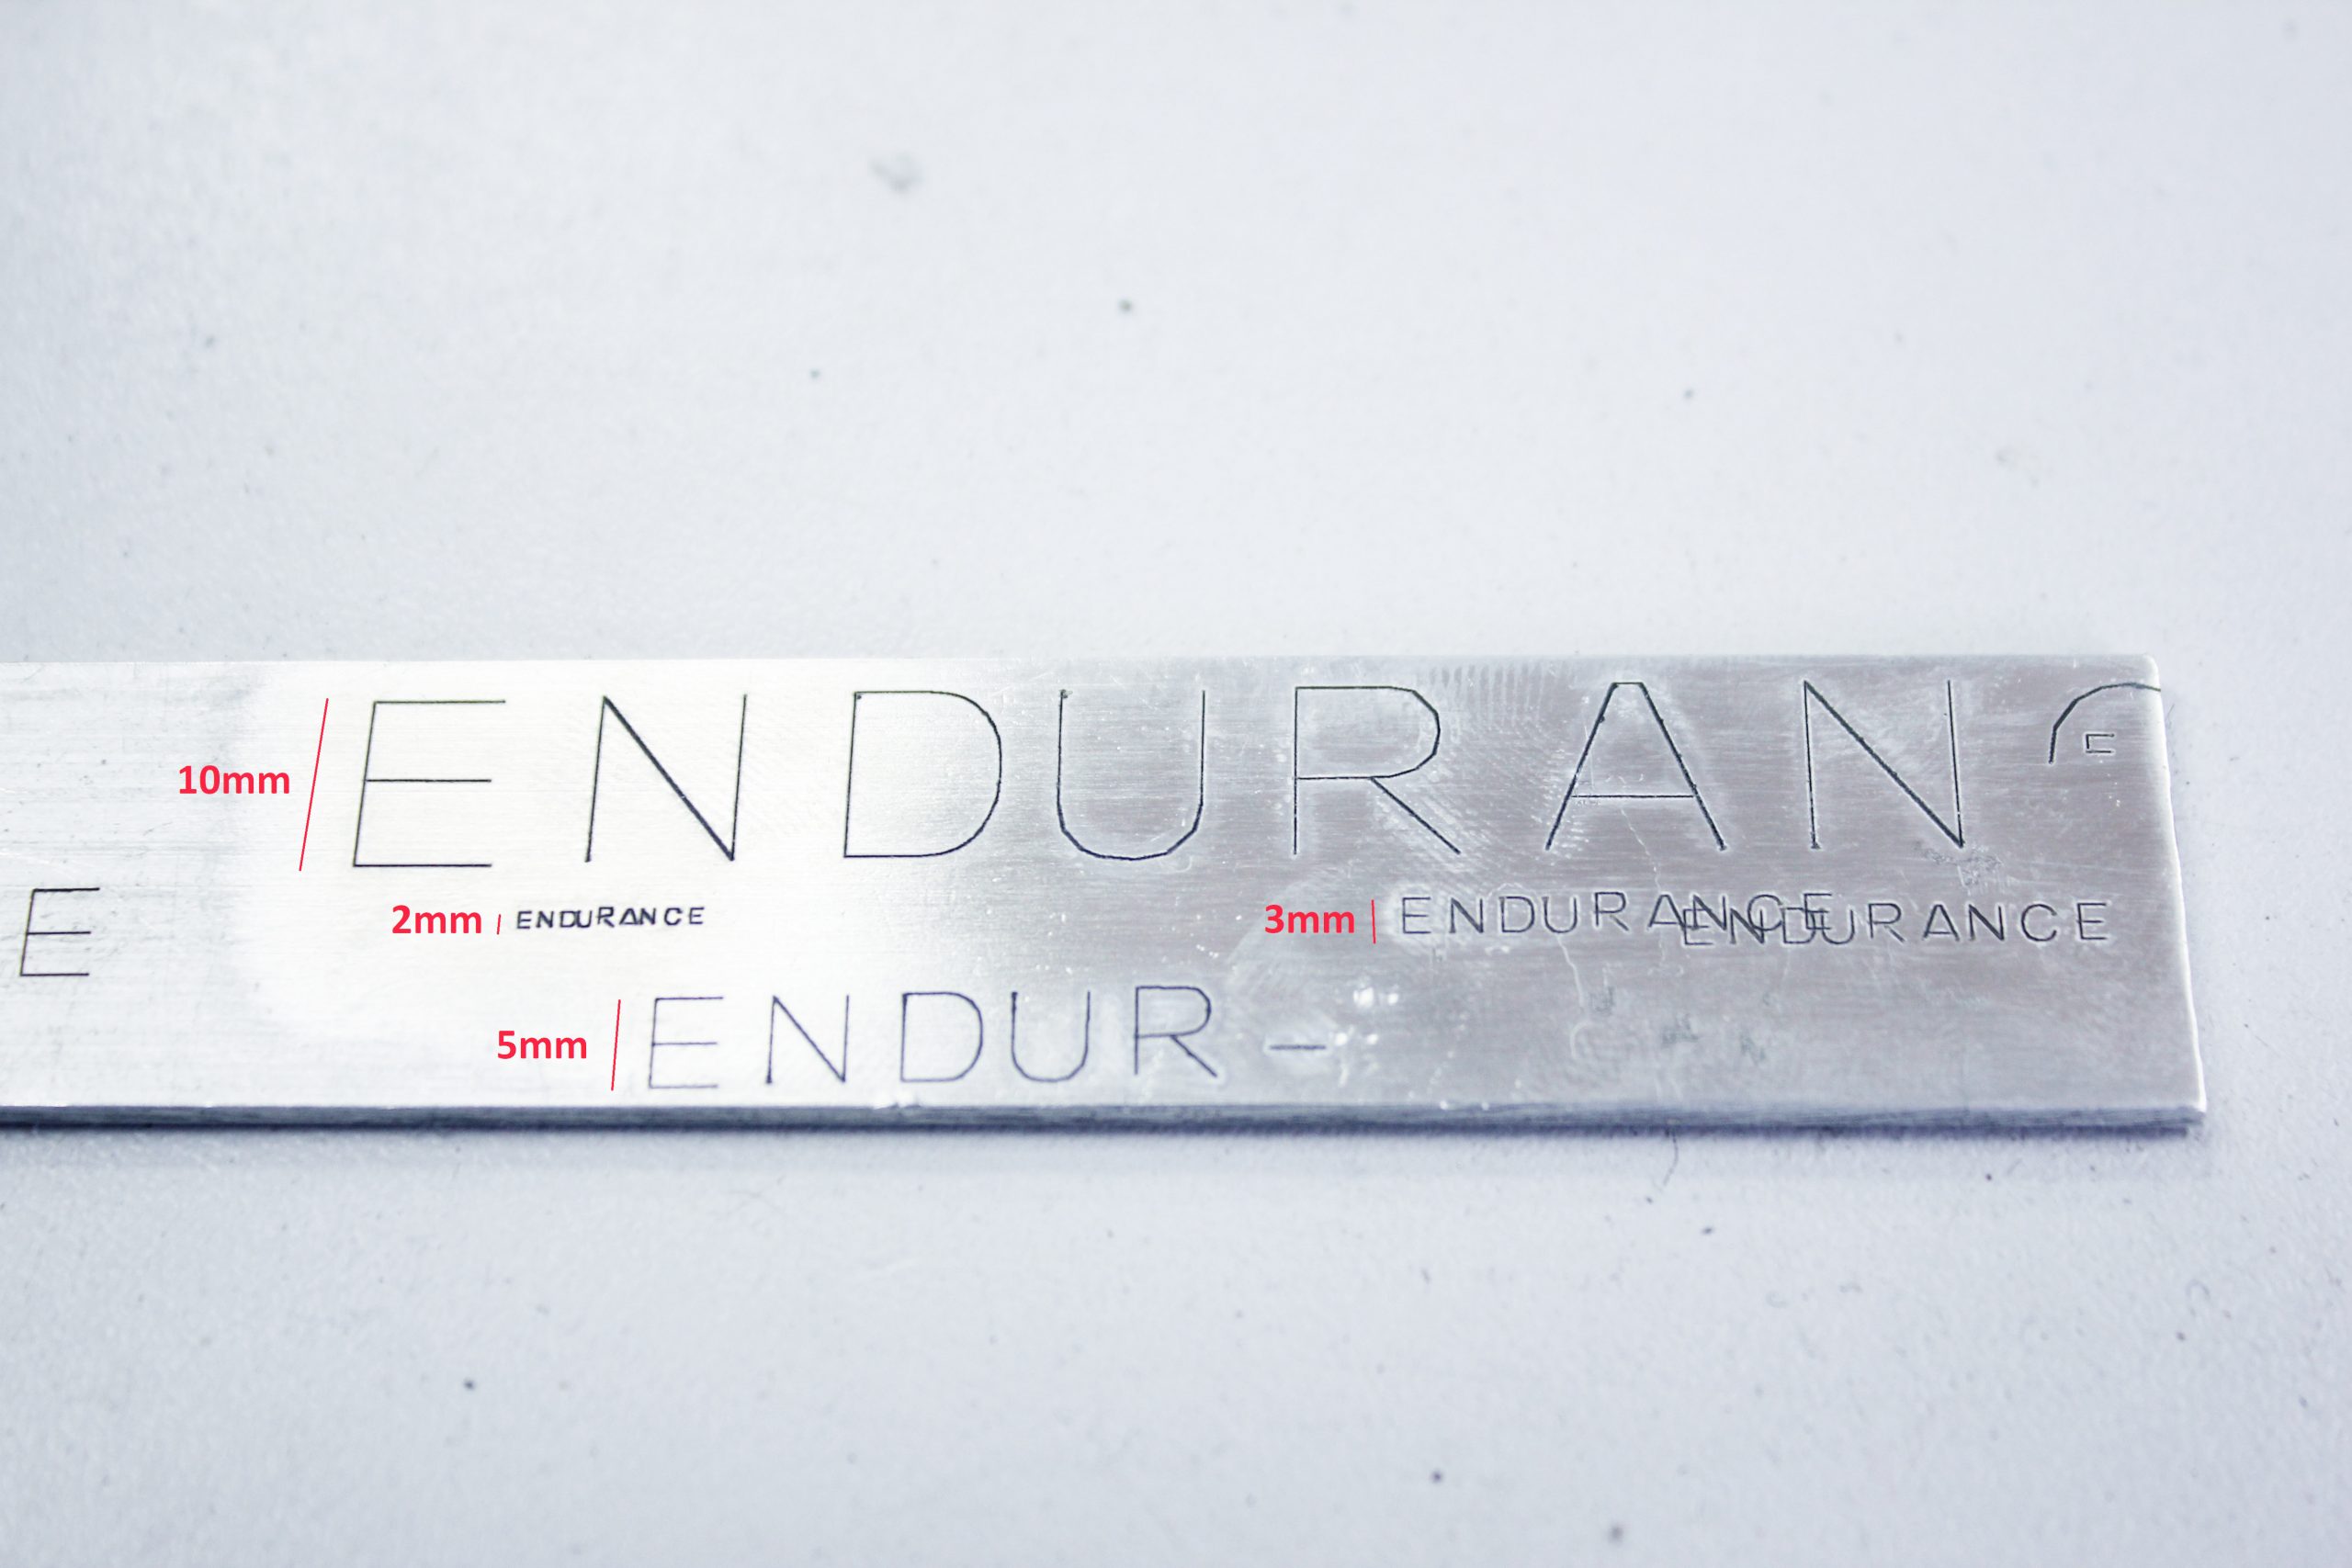 10mm ENDURAN
E
E
2mm ENDURANCE
3mm ENDURANCE ENDURANCE
5mm ENDUR-